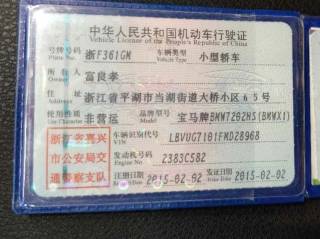 中华人民共和国机动车行驶证
Vehicle License of the People's Republic of China
号牌号码 浙F361GM 车辆类型 小型轿车
Plate No. Vehicle Type
所有人 富良孝
Owner
住址 浙江省平湖市当湖街道大桥小区65号
Address
使用性质 非营运 品牌型号 宝马牌BMW7202HS(BMWX1)
Use Character Model
浙江省嘉兴 车辆识别代号 LBVUG7101FMD28968
VIN
市公安局交 发动机号码 2383C582
Engine No.
通警察支队 注册日期 2015-02-02 发证日期 2015-02-02
Register Date Issue Date